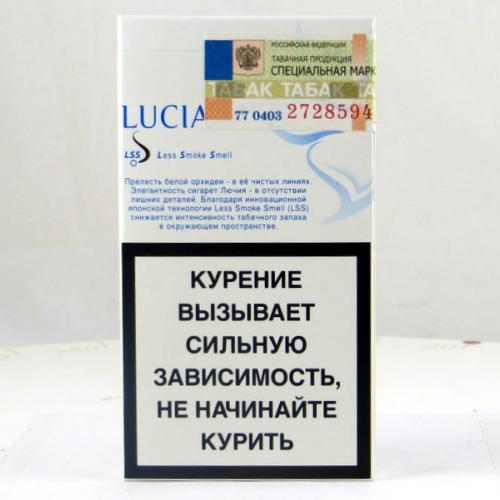 РОССИЙСКАЯ ФЕДЕРАЦИЯ
ТАБАЧНАЯ ПРОДУКЦИЯ
СПЕЦИАЛЬНАЯ МАРК
ТАБАК ТАБАК ТА
77 0403 2728594
LUCIA
LSS Less Smoke Smell
Прелесть белой орхидеи - в её чистых линиях.
Элегантность сигарет Лючия - в отсутствии
лишних деталей. Благодаря инновационной
японской технологии Less Smoke Smell (LSS)
снижается интенсивность табачного запаха
в окружающем пространстве.
КУРЕНИЕ
ВЫЗЫВАЕТ
СИЛЬНУЮ
ЗАВИСИМОСТЬ,
НЕ НАЧИНАЙТЕ
КУРИТЬ